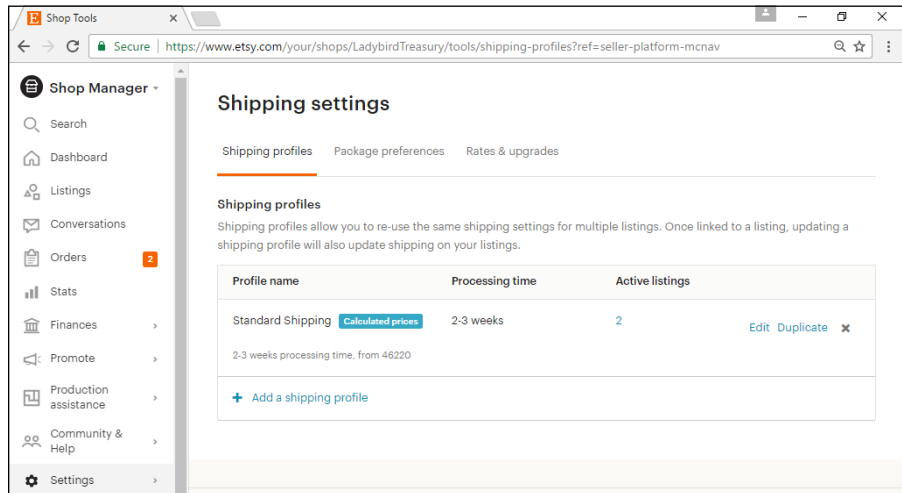 Shop Tools
Secure | https://www.etsy.com/your/shops/LadybirdTreasury/tools/shipping-profiles?ref=seller-platform-mcnav
Shop Manager
Search
Dashboard
Listings
Conversations
Orders 2
Stats
Finances
Promote
Production
assistance
Community &
Help
Settings
Shipping settings
Shipping profiles Package preferences Rates & upgrades
Shipping profiles
Shipping profiles allow you to re-use the same shipping settings for multiple listings. Once linked to a listing, updating a
shipping profile will also update shipping on your listings.
Profile name Processing time Active listings
Standard Shipping Calculated prices 2-3 weeks 2 Edit Duplicate
2-3 weeks processing time, from 46220
+ Add a shipping profile